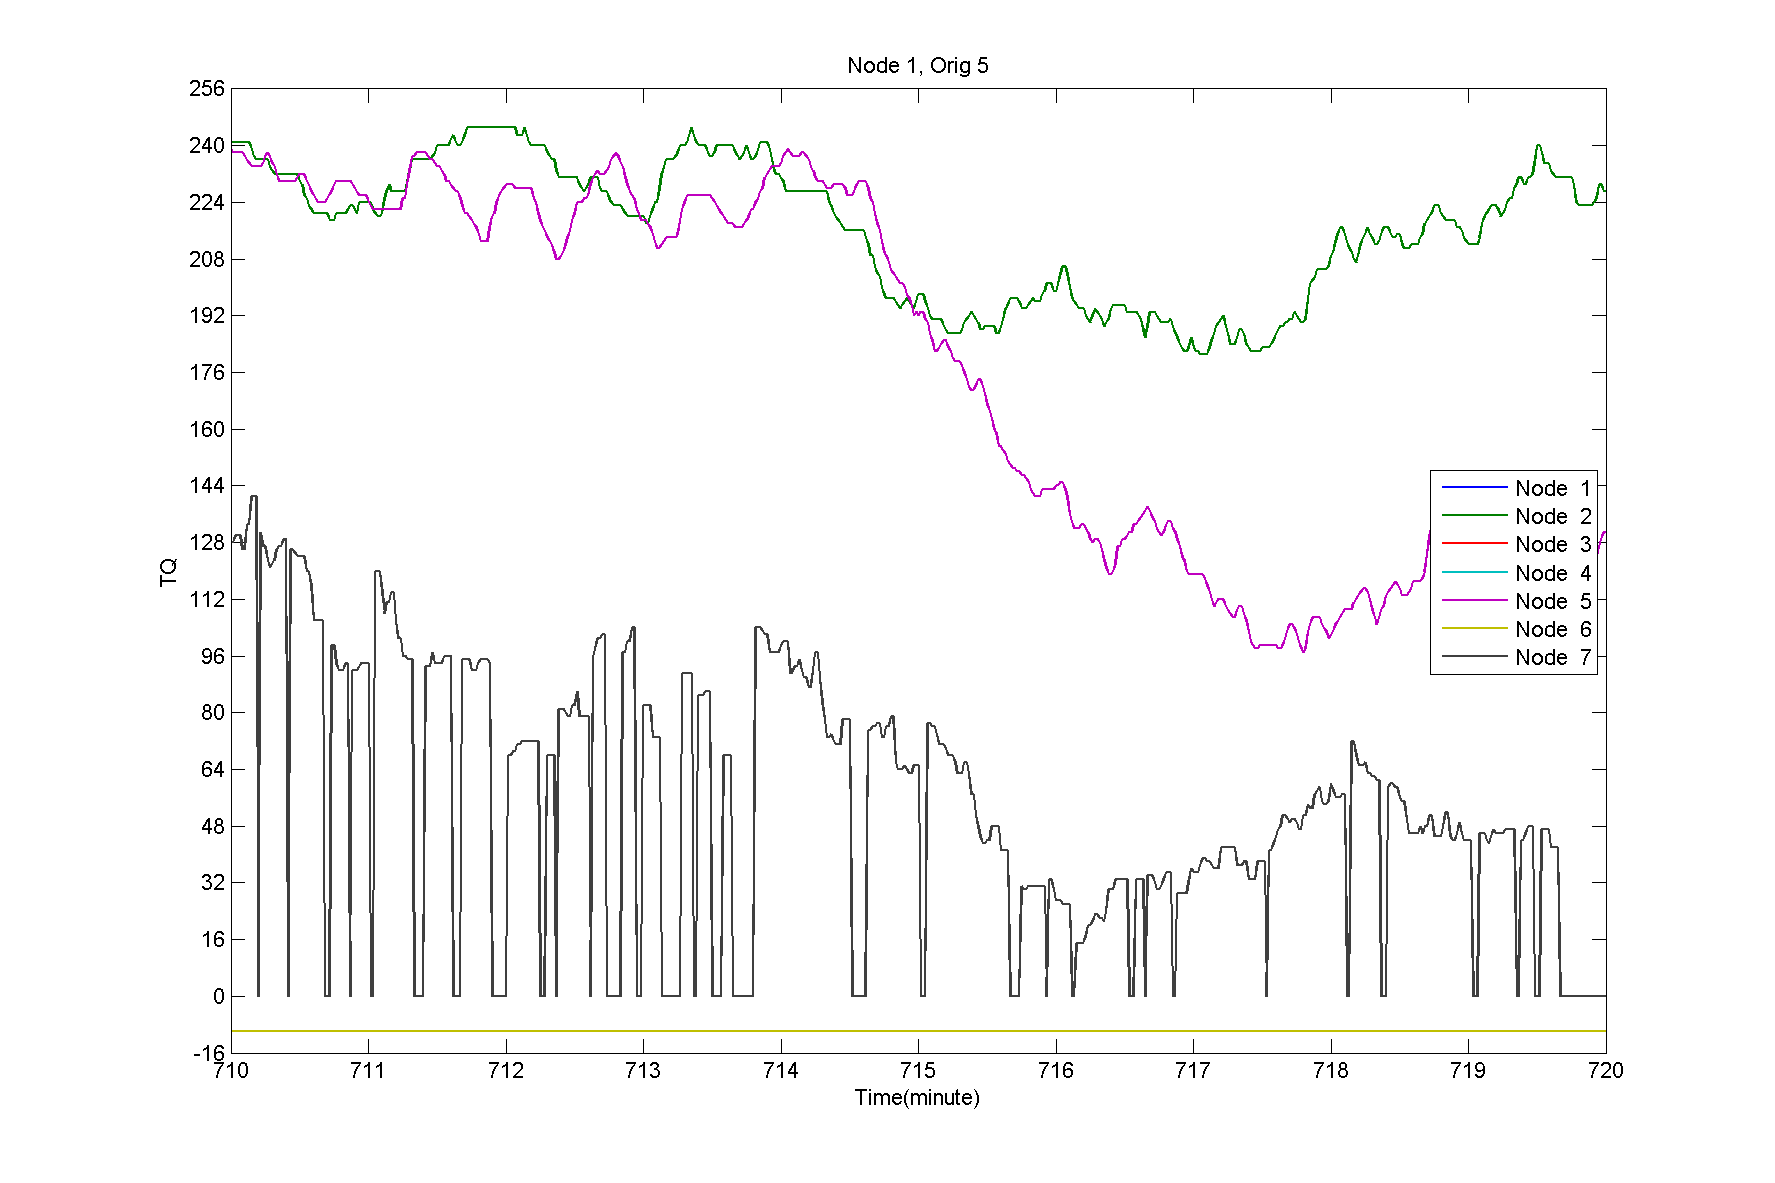 Node 1, Orig 5
256
240
224
208
192
176
160
144
128
112
96
80
64
48
32
16
0
-16
TQ
Node 1
Node 2
Node 3
Node 4
Node 5
Node 6
Node 7
710 711 712 713 714 715 716 717 718 719 720
Time(minute)